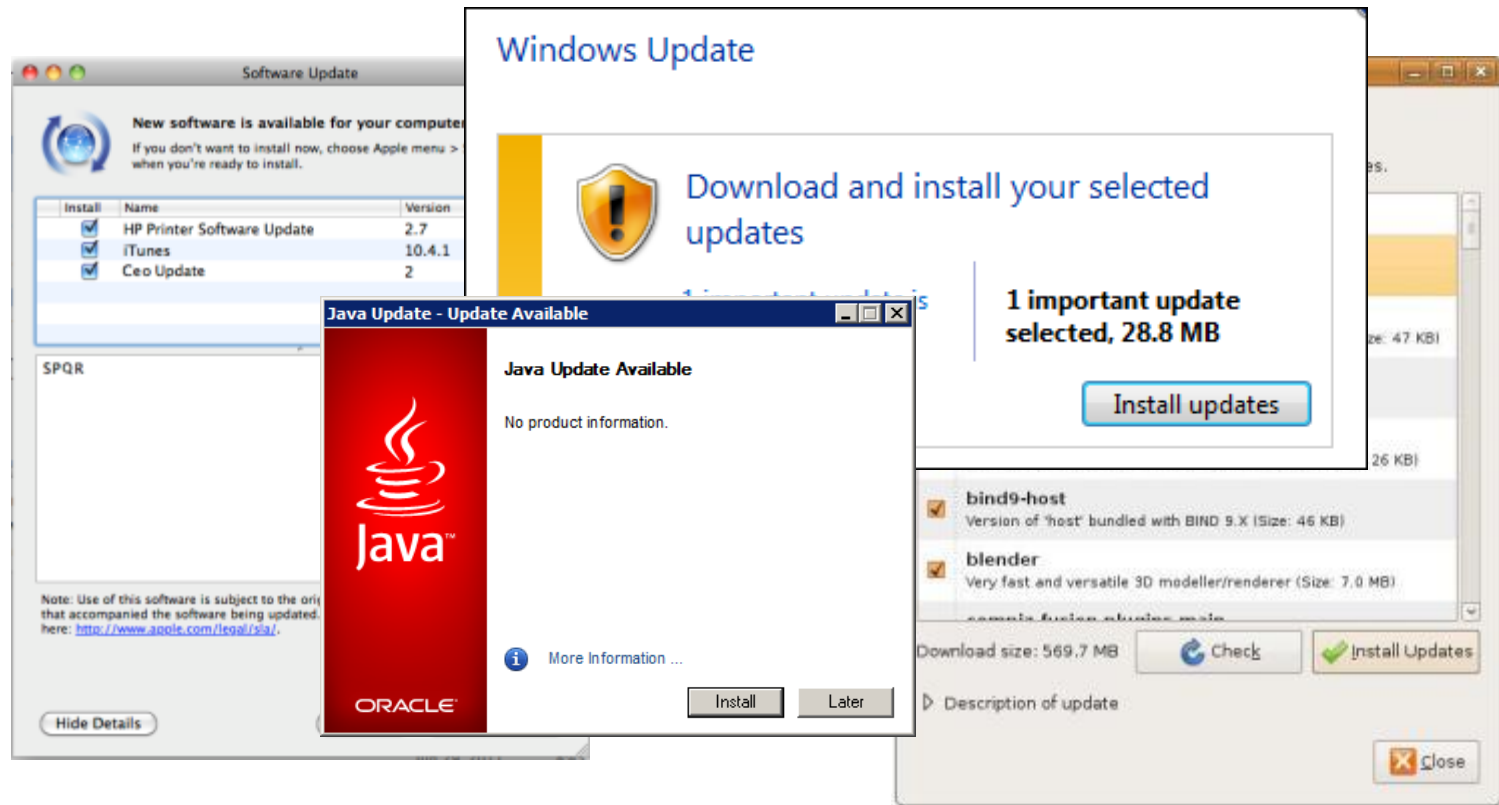 Software Update
New software is available for your computer
If you don't want to install now, choose Apple menu >
when you're ready to install.
Install Name Version
HP Printer Software Update 2.7
iTunes 10.4.1
Ceo Update 2
SPQR
Note: Use of this software is subject to the
that accompanied the software being updated.
here: http://www.apple.com/legal/sla/.
Hide Details
Windows Update
Download and install your selected
updates
1 important update is
1 important update
selected, 28.8 MB
Install updates
Java Update - Update Available
Java Update Available
No product information.
Java™
More Information ...
ORACLE
Install
Later
es.
ze: 47 KB)
26 KB)
bind9-host
Version of 'host' bundled with BIND 9.X (Size: 46 KB)
blender
Very fast and versatile 3D modeller/renderer (Size: 7.0 MB)
Download size: 569.7 MB
Check
Install Updates
Description of update
Close